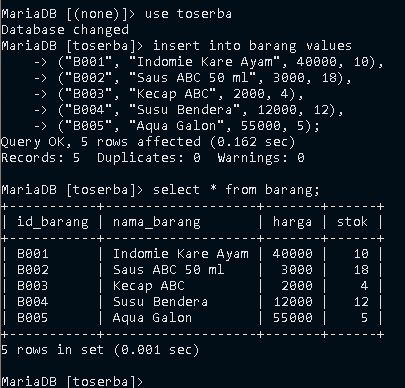 MariaDB [(none)]> use toserba
Database changed
MariaDB [toserba]> insert into barang values
    -> ("B001", "Indomie Kare Ayam", 40000, 10),
    -> ("B002", "Saus ABC 50 ml", 3000, 18),
    -> ("B003", "Kecap ABC", 2000, 4),
    -> ("B004", "Susu Bendera", 12000, 12),
    -> ("B005", "Aqua Galon", 55000, 5);
Query OK, 5 rows affected (0.162 sec)
Records: 5  Duplicates: 0  Warnings: 0

MariaDB [toserba]> select * from barang;
+-----------+-------------------+-------+------+
| id_barang | nama_barang       | harga | stok |
+-----------+-------------------+-------+------+
| B001      | Indomie Kare Ayam | 40000 |   10 |
| B002      | Saus ABC 50 ml    |  3000 |   18 |
| B003      | Kecap ABC         |  2000 |    4 |
| B004      | Susu Bendera      | 12000 |   12 |
| B005      | Aqua Galon        | 55000 |    5 |
+-----------+-------------------+-------+------+
5 rows in set (0.001 sec)

MariaDB [toserba]>